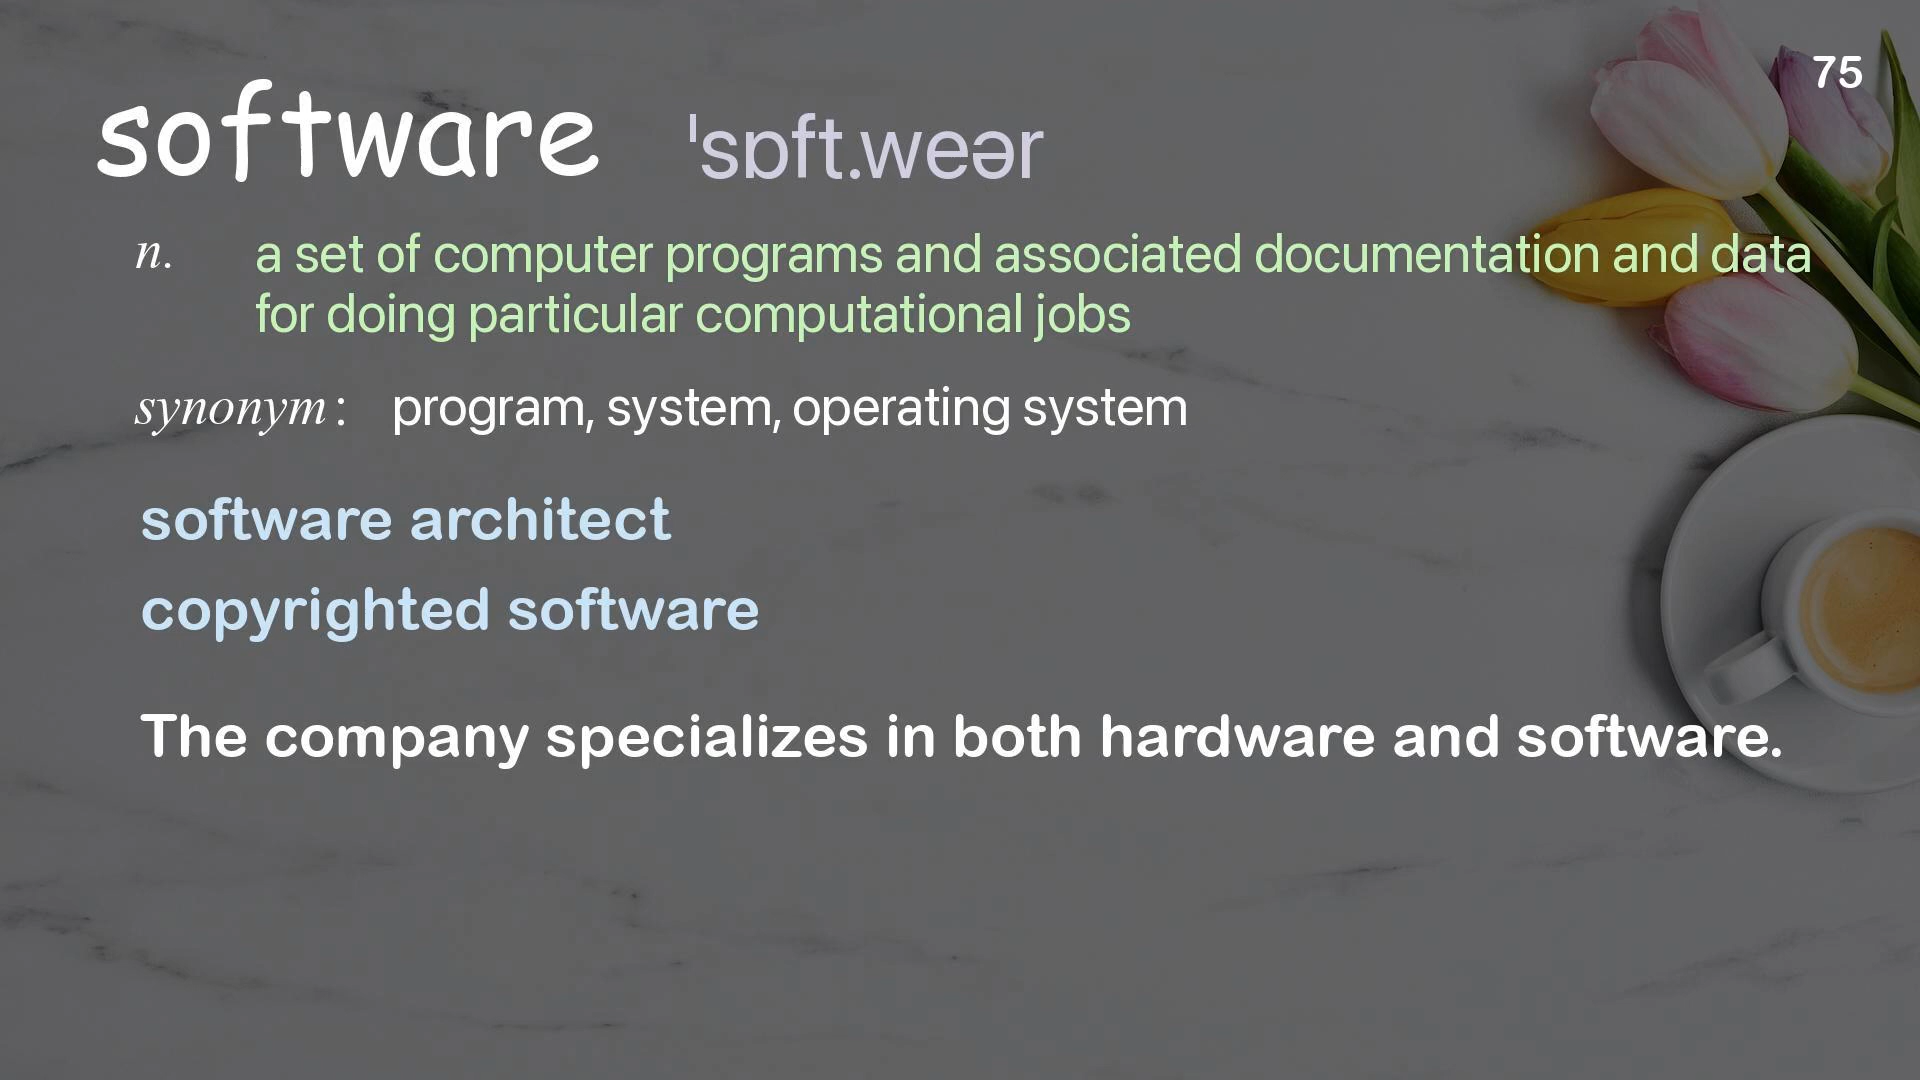 75
software ˈsɒft.weər
n. a set of computer programs and associated documentation and data
for doing particular computational jobs
synonym : program, system, operating system
software architect
copyrighted software
The company specializes in both hardware and software.